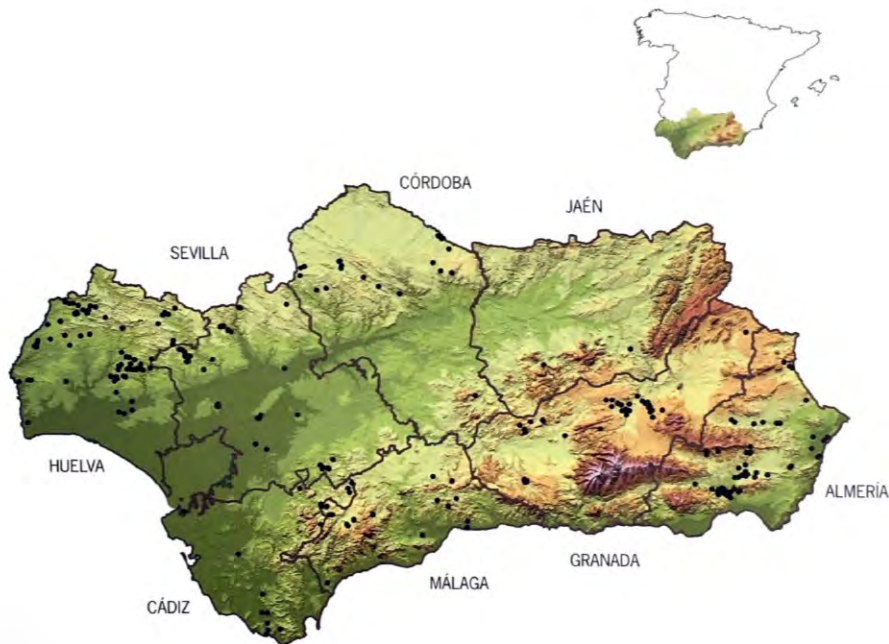 CÓRDOBA
JAÉN
SEVILLA
HUELVA
ALMERÍA
GRANADA
MÁLAGA
CÁDIZ